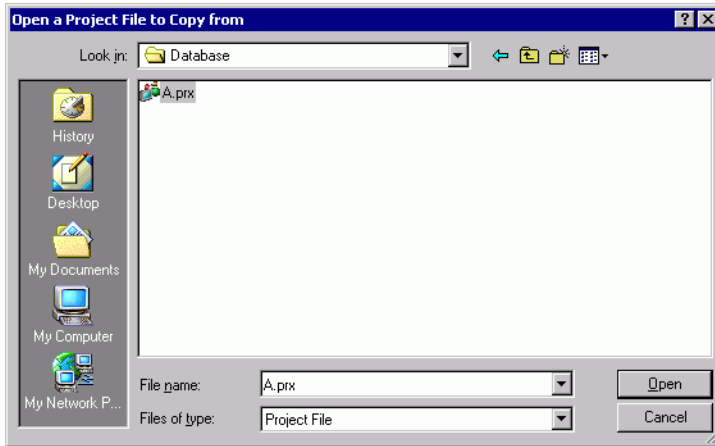 Open a Project File to Copy from
Look in: Database
A.prx
History
Desktop
My Documents
My Computer
My Network P...
File name: A.prx Open
Files of type: Project File Cancel